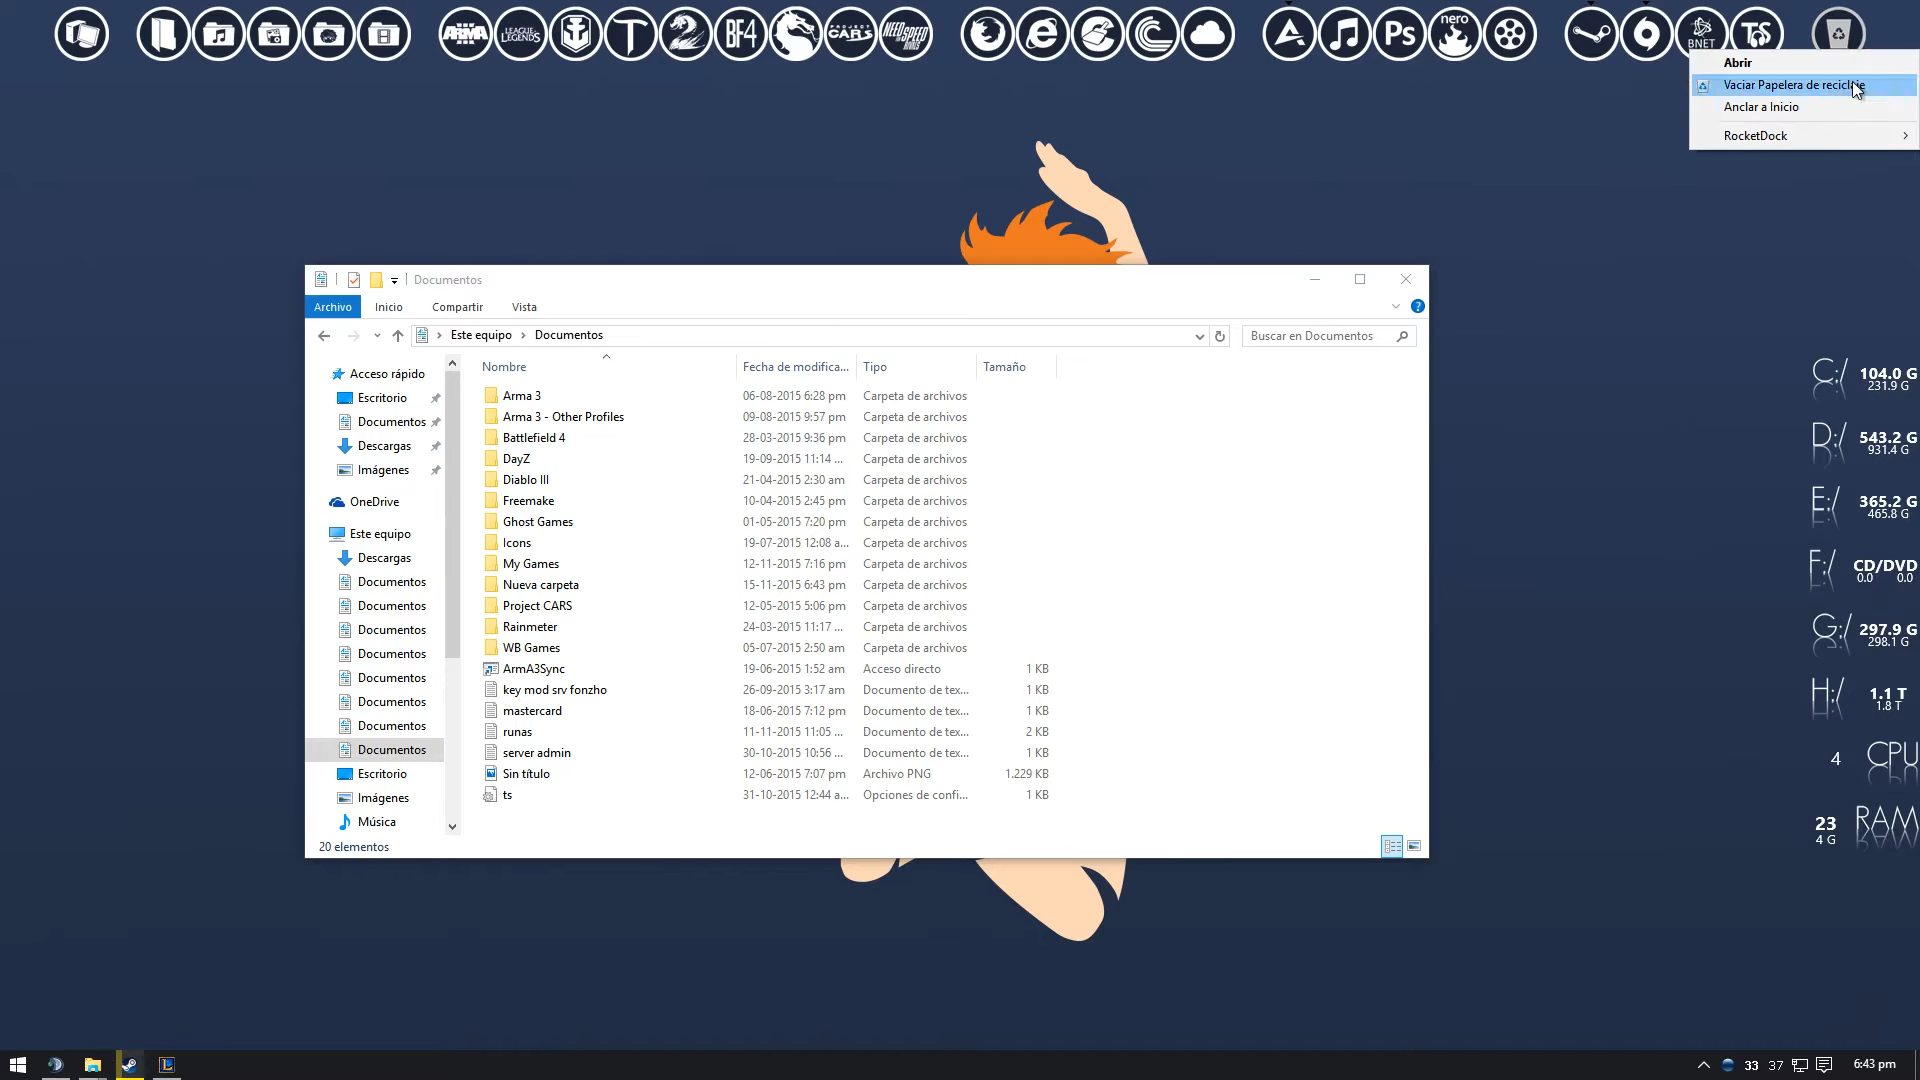 ARMA
LEAGUE
LEGENDS
BF4
PROJECT
CARS
NEED SPEED
RIVALS
Ps
nero
BNET
TS
Abrir
Vaciar Papelera de reciclaje
Anclar a Inicio
RocketDock
Documentos
Archivo
Inicio
Compartir
Vista
Este equipo
Documentos
Buscar en Documentos
Nombre
Fecha de modifica...
Tipo
Tamaño
Acceso rápido
Escritorio
Documentos
Descargas
Imágenes
OneDrive
Este equipo
Descargas
Documentos
Documentos
Documentos
Documentos
Documentos
Documentos
Documentos
Documentos
Escritorio
Imágenes
Música
Arma 3 06-08-2015 6:28 pm Carpeta de archivos
Arma 3 - Other Profiles 09-08-2015 9:57 pm Carpeta de archivos
Battlefield 4 28-03-2015 9:36 pm Carpeta de archivos
DayZ 19-09-2015 11:14 ... Carpeta de archivos
Diablo III 21-04-2015 2:30 am Carpeta de archivos
Freemake 10-04-2015 2:45 pm Carpeta de archivos
Ghost Games 01-05-2015 7:20 pm Carpeta de archivos
Icons 19-07-2015 12:08 a... Carpeta de archivos
My Games 12-11-2015 7:16 pm Carpeta de archivos
Nueva carpeta 15-11-2015 6:43 pm Carpeta de archivos
Project CARS 12-05-2015 5:06 pm Carpeta de archivos
Rainmeter 24-03-2015 11:17 ... Carpeta de archivos
WB Games 05-07-2015 2:50 am Carpeta de archivos
ArmA3Sync 19-06-2015 1:52 am Acceso directo 1 KB
key mod srv fonzho 26-09-2015 3:17 am Documento de tex... 1 KB
mastercard 18-06-2015 7:12 pm Documento de tex... 1 KB
runas 11-11-2015 11:05 ... Documento de tex... 2 KB
server admin 30-10-2015 10:56 ... Documento de tex... 1 KB
Sin título 12-06-2015 7:07 pm Archivo PNG 1.229 KB
ts 31-10-2015 12:44 a... Opciones de confi... 1 KB
20 elementos
C:/ 104.0 G
231.9 G
D:/ 543.2 G
931.4 G
E:/ 365.2 G
465.8 G
F:/ CD/DVD
0.0 0.0
G:/ 297.9 G
298.1 G
H:/ 1.1 T
1.8 T
4 CPU
23 RAM
4 G
33 37
6:43 pm